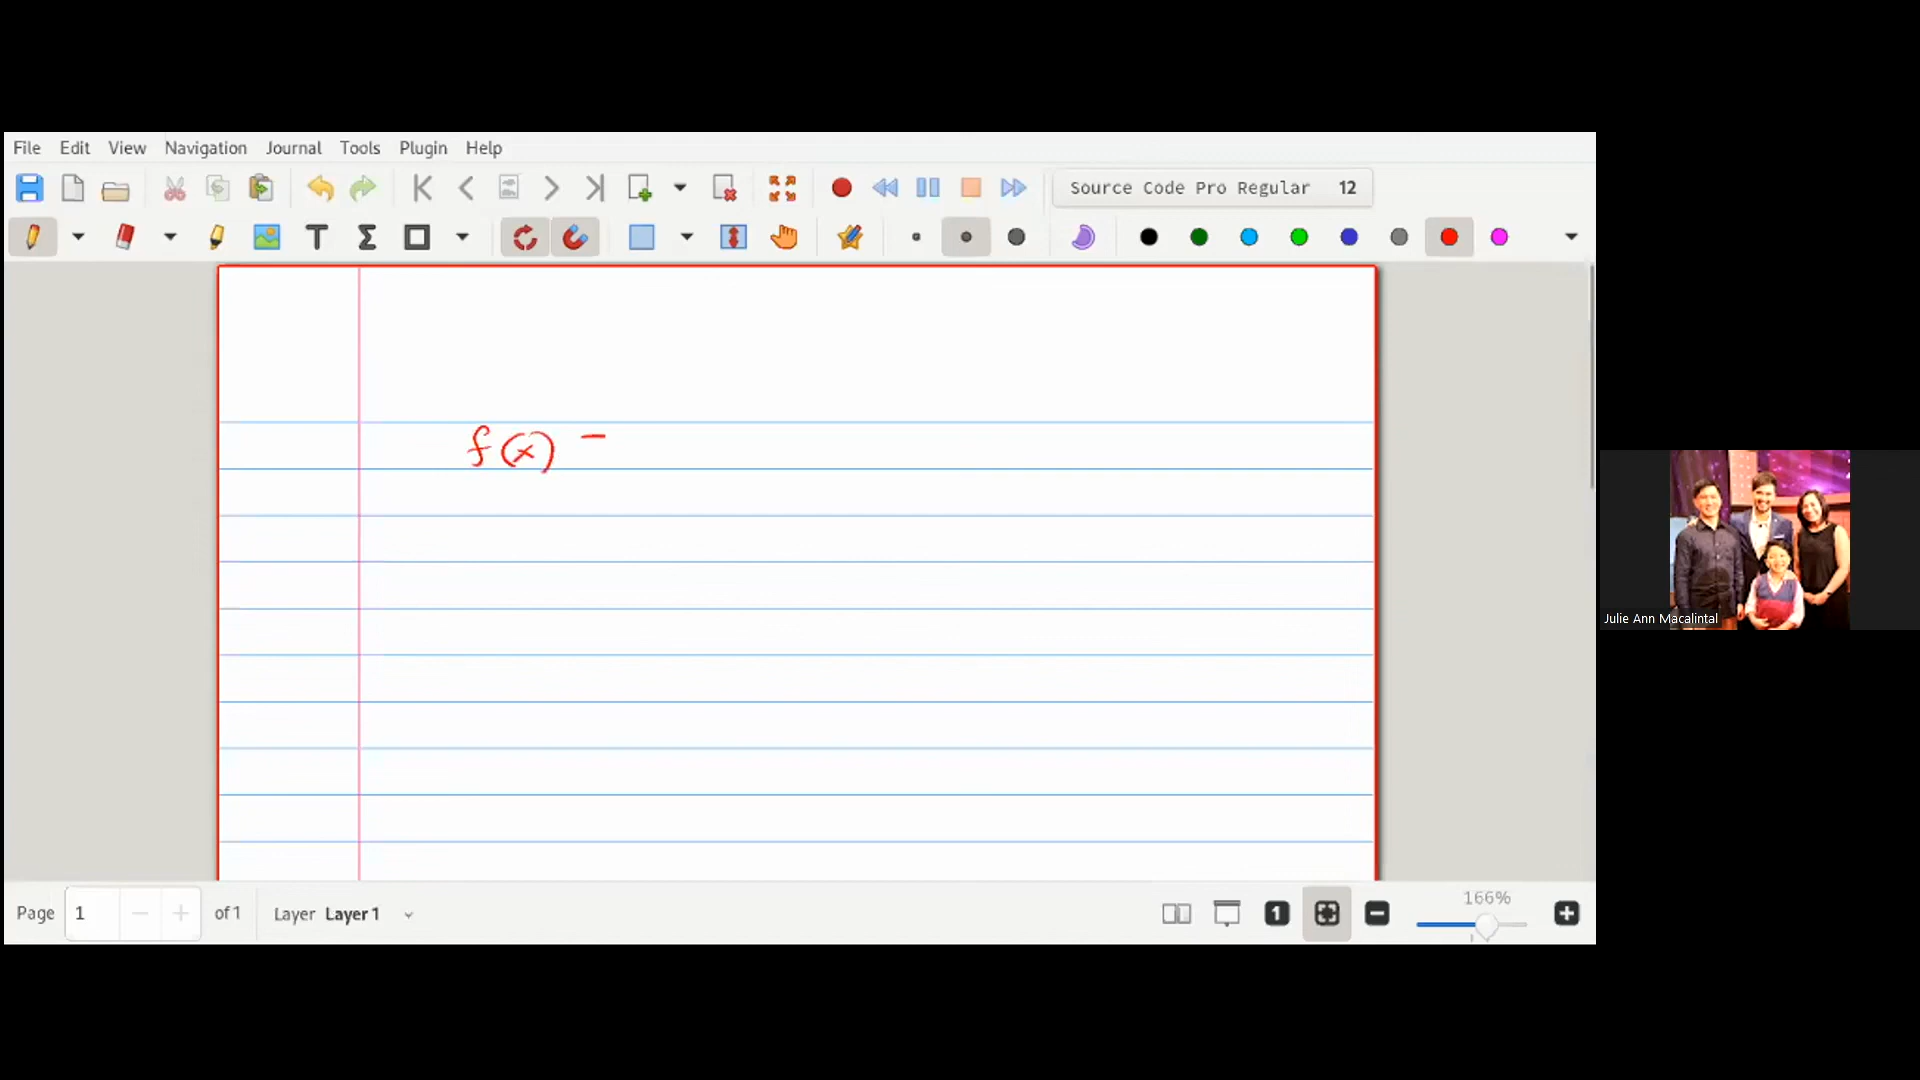 File Edit View Navigation Journal Tools Plugin Help
Source Code Pro Regular 12
T Σ
f(x) –
Julie Ann Macalintal
Page 1 of 1 Layer Layer 1 1 166%